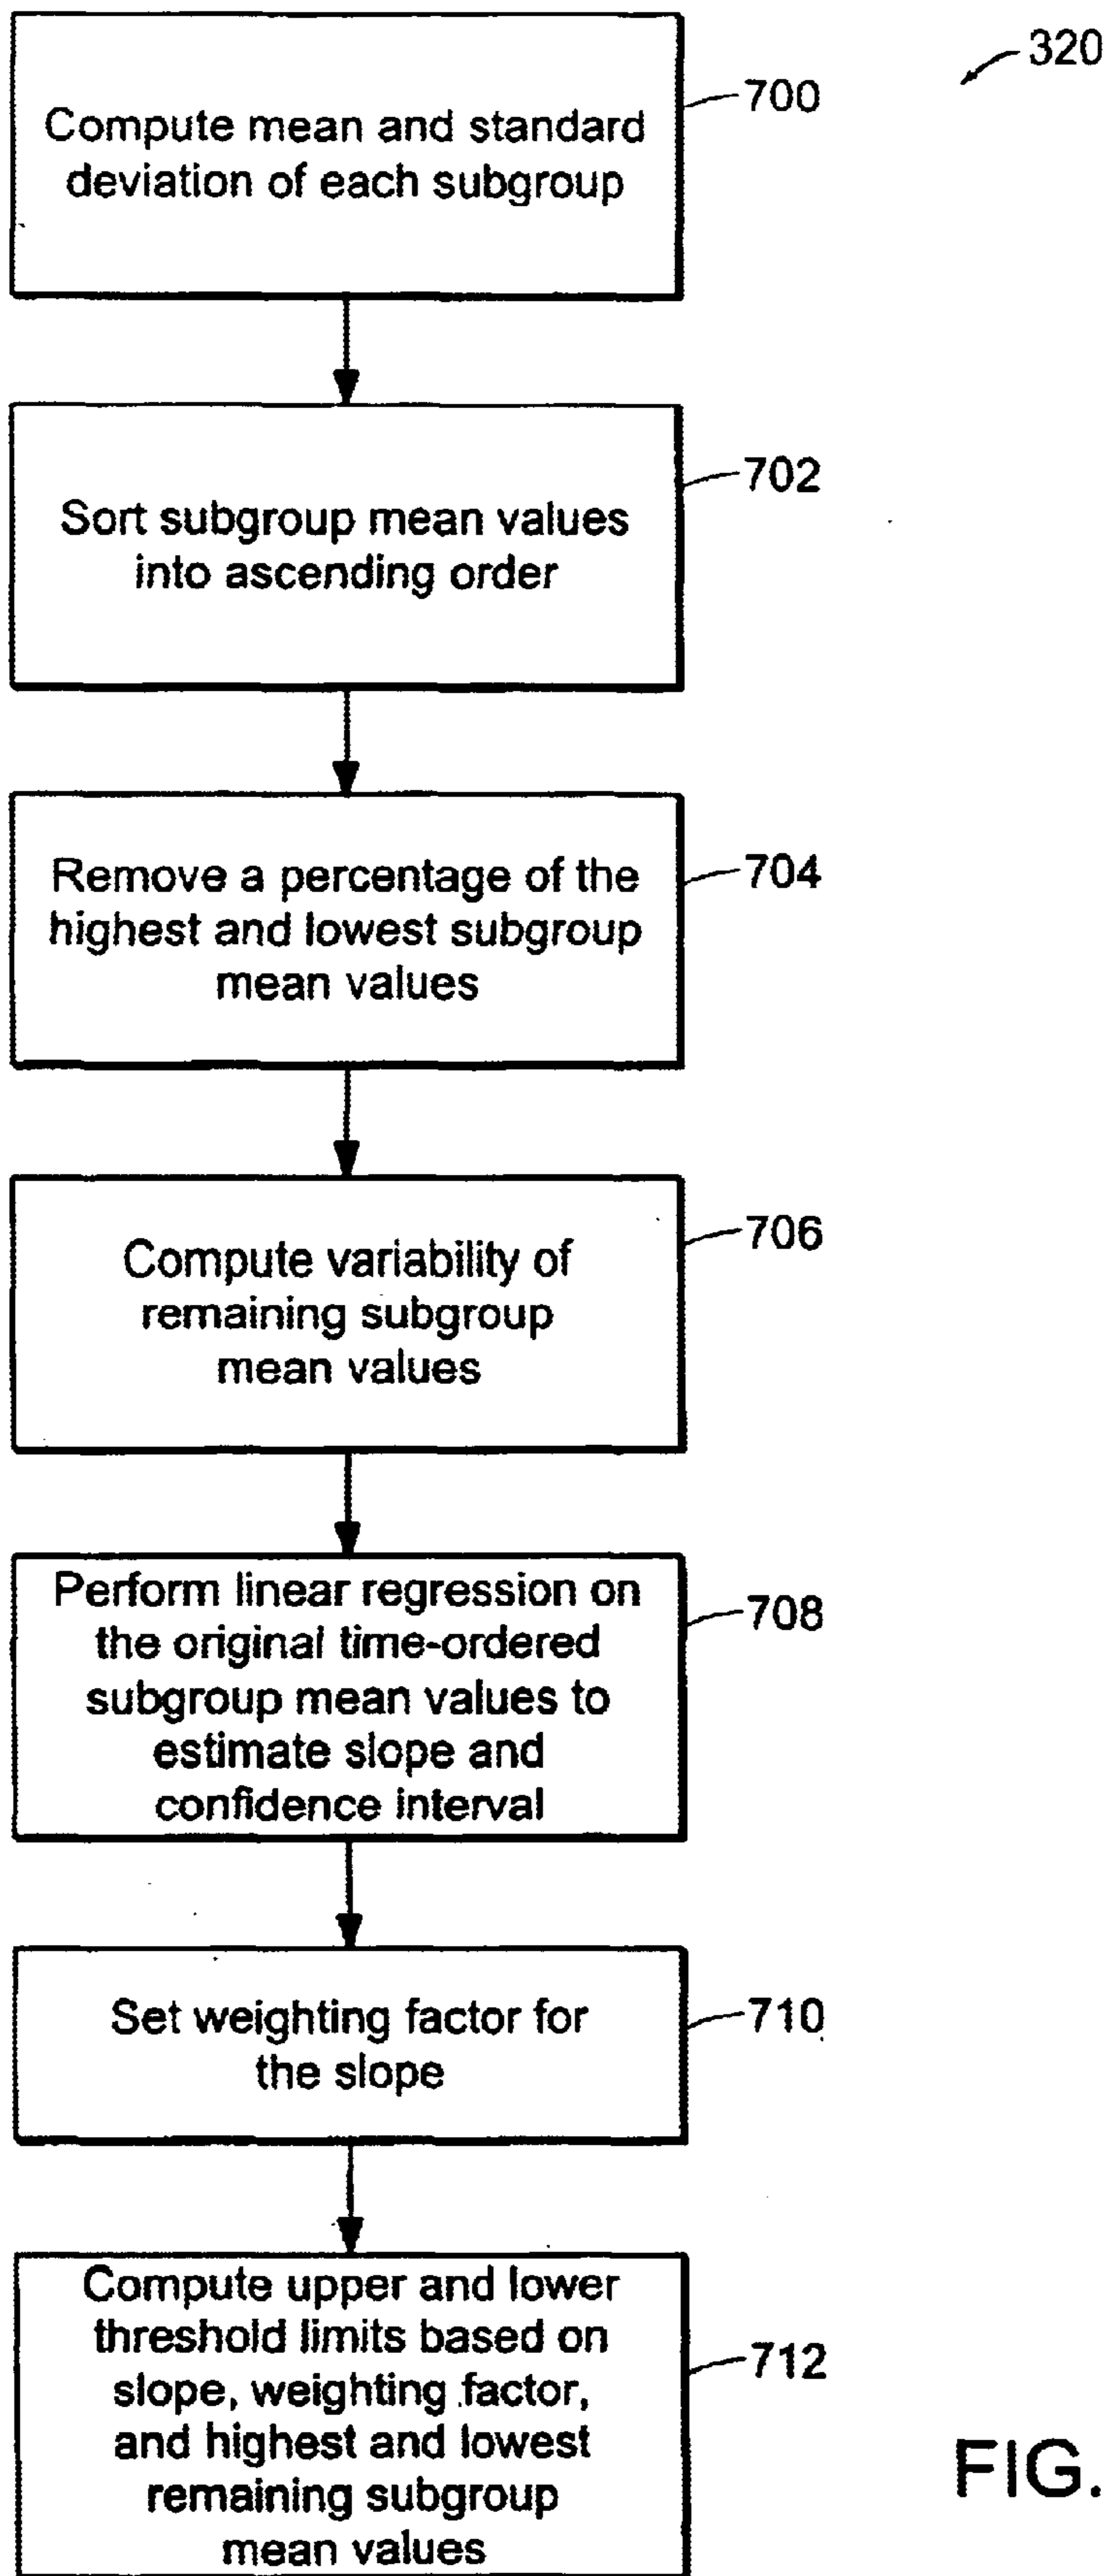 320
Compute mean and standard
deviation of each subgroup
700
Sort subgroup mean values
into ascending order
702
Remove a percentage of the
highest and lowest subgroup
mean values
704
Compute variability of
remaining subgroup
mean values
706
Perform linear regression on
the original time-ordered
subgroup mean values to
estimate slope and
confidence interval
708
Set weighting factor for
the slope
710
Compute upper and lower
threshold limits based on
slope, weighting factor,
and highest and lowest
remaining subgroup
mean values
712
FIG.